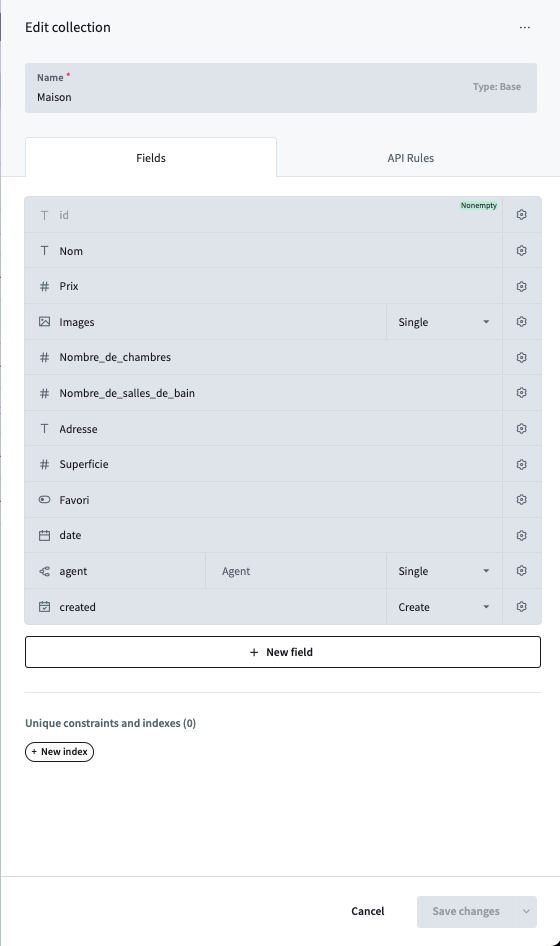 Edit collection
Name *
Maison
Type: Base
Fields
API Rules
id
Nonempty
Nom
Prix
Images
Single
Nombre_de_chambres
Nombre_de_salles_de_bain
Adresse
Superficie
Favori
date
agent
Agent
Single
created
Create
+ New field
Unique constraints and indexes (0)
+ New index
Cancel
Save changes